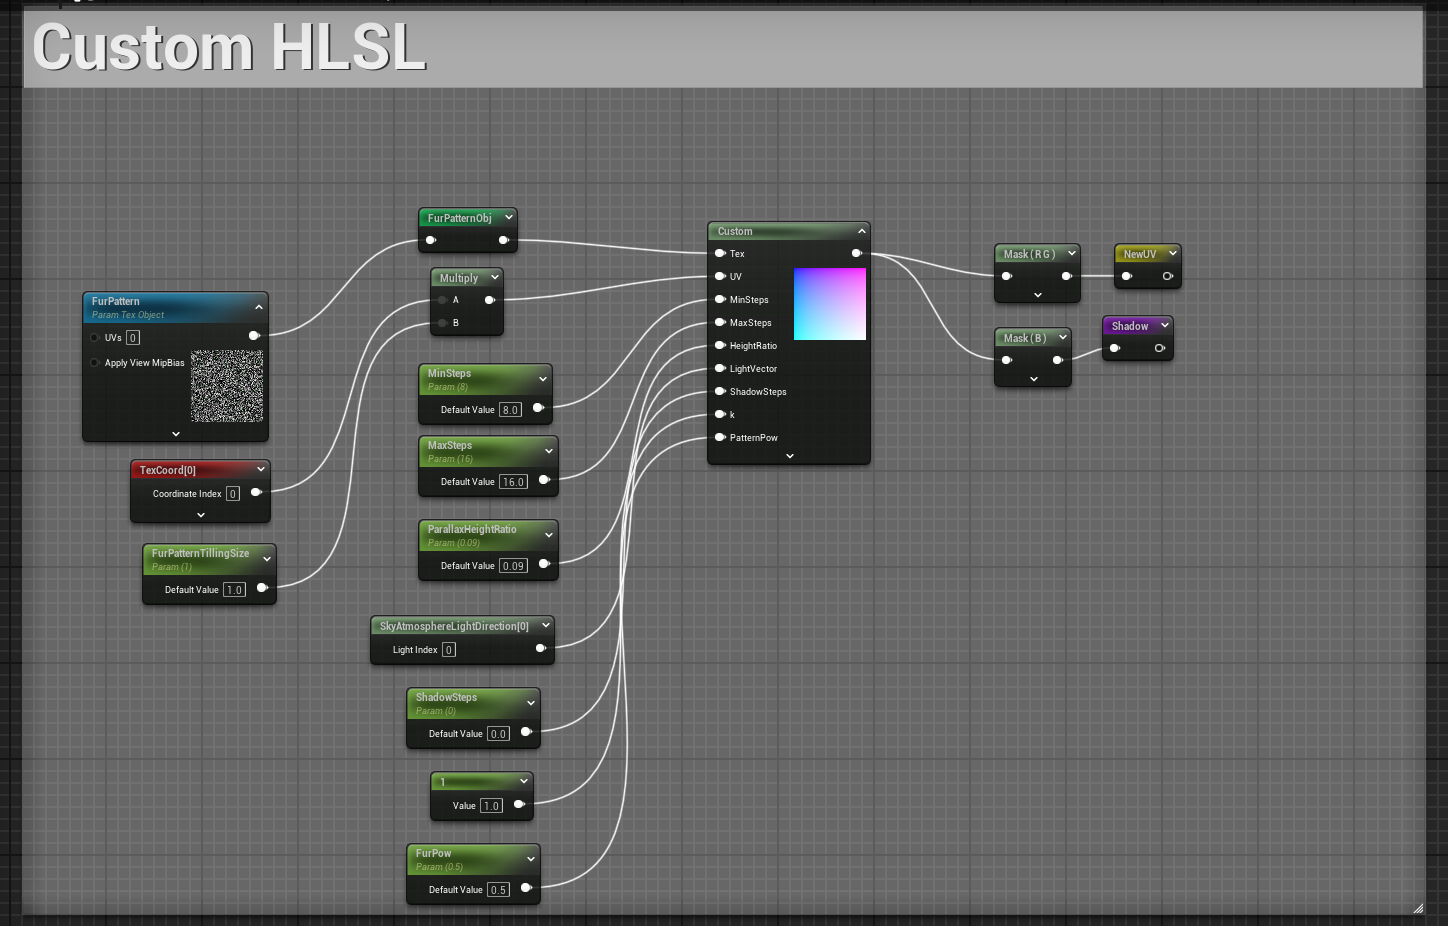 Custom HLSL
FurPatternObj
Multiply
A
B
FurPattern
Param Tex Object
UVs 0
Apply View MipBias
TexCoord[0]
Coordinate Index 0
FurPatternTillingSize
Param (1)
Default Value 1.0
MinSteps
Param (8)
Default Value 8.0
MaxSteps
Param (16)
Default Value 16.0
ParallaxHeightRatio
Param (0.09)
Default Value 0.09
SkyAtmosphereLightDirection[0]
Light Index 0
ShadowSteps
Param (0)
Default Value 0.0
1
Value 1.0
FurPow
Param (0.5)
Default Value 0.5
Custom
Tex
UV
MinSteps
MaxSteps
HeightRatio
LightVector
ShadowSteps
k
PatternPow
Mask ( R G )
NewUV
Mask ( B )
Shadow